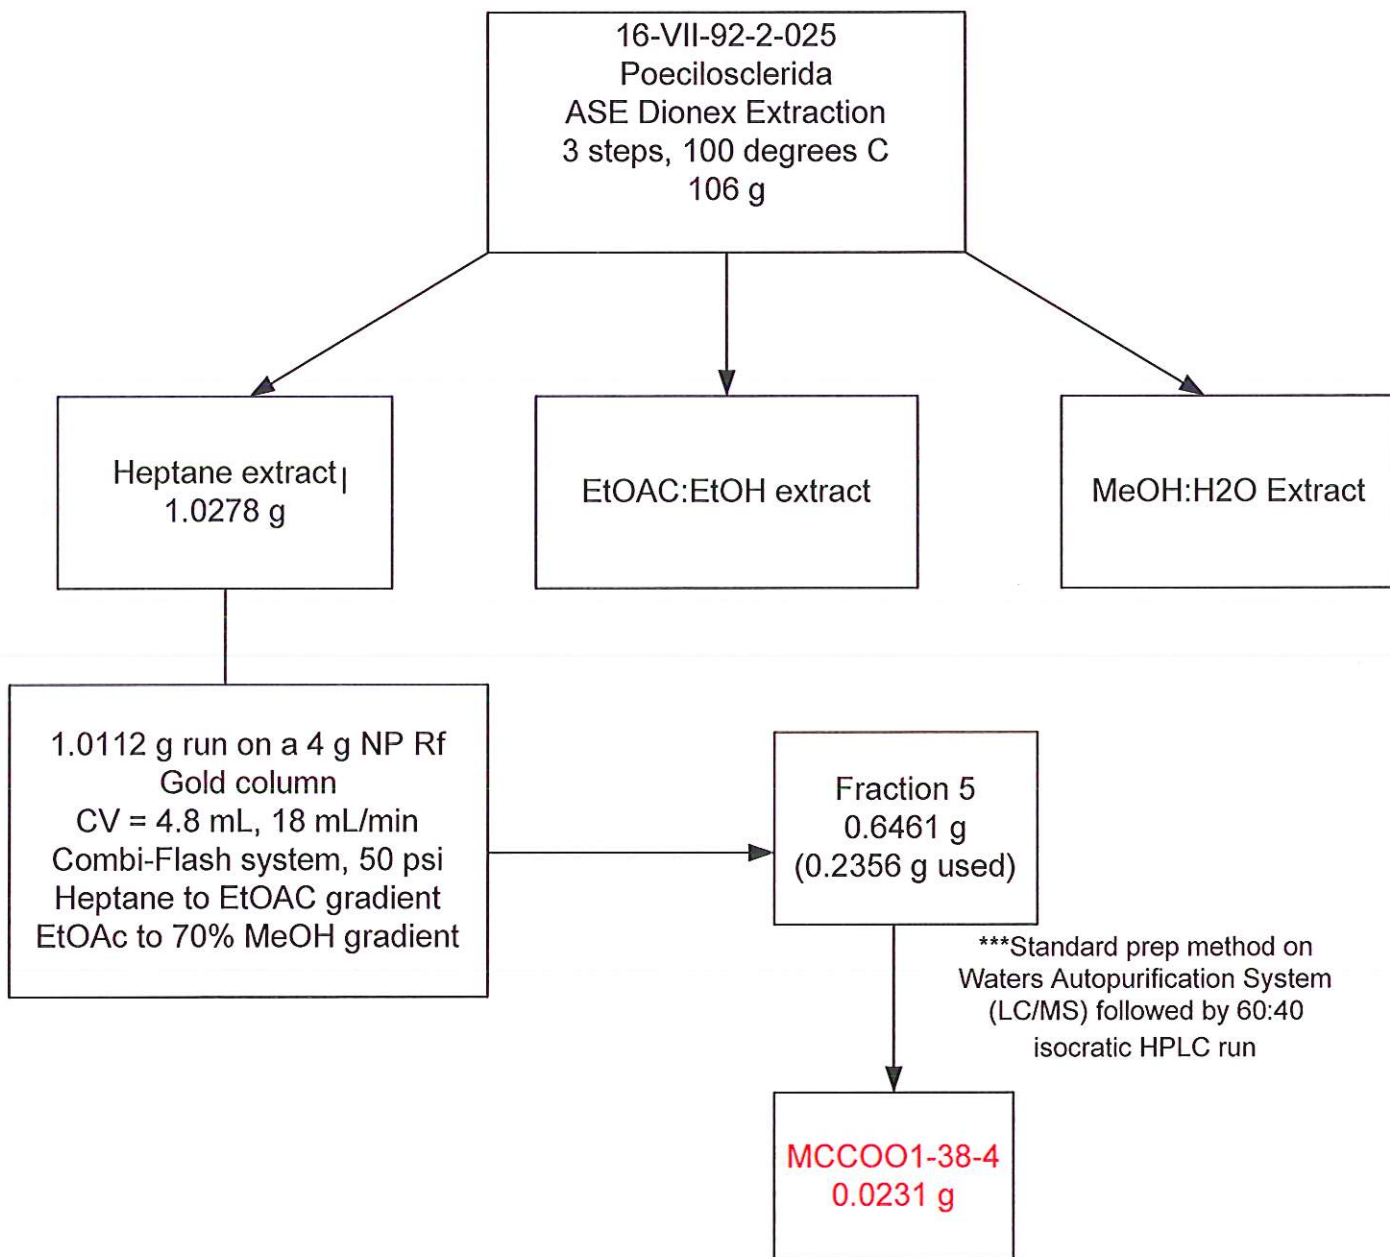 16-VII-92-2-025
Poecilosclerida
ASE Dionex Extraction
3 steps, 100 degrees C
106 g
Heptane extract
1.0278 g
EtOAC:EtOH extract
MeOH:H2O Extract
1.0112 g run on a 4 g NP Rf
Gold column
CV = 4.8 mL, 18 mL/min
Combi-Flash system, 50 psi
Heptane to EtOAC gradient
EtOAc to 70% MeOH gradient
Fraction 5
0.6461 g
(0.2356 g used)
***Standard prep method on
Waters Autopurification System
(LC/MS) followed by 60:40
isocratic HPLC run
MCCOO1-38-4
0.0231 g